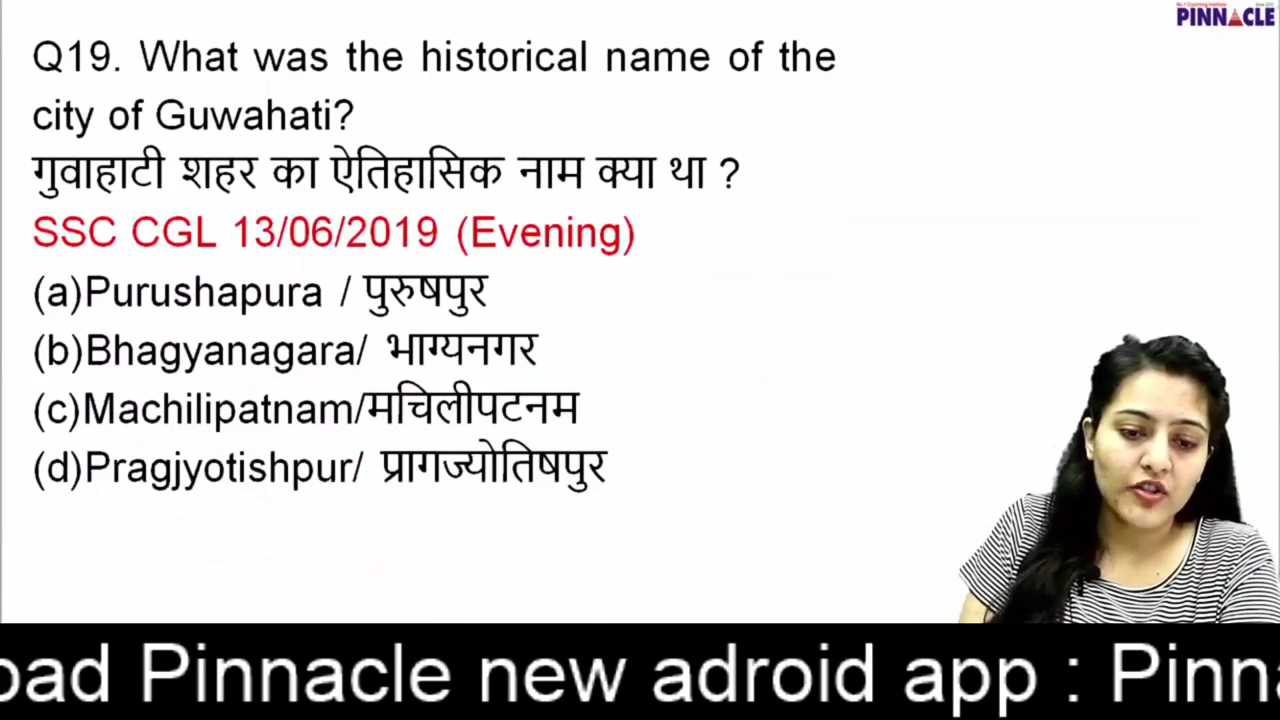 PINNACLE
Q19. What was the historical name of the
city of Guwahati?
गुवाहाटी शहर का ऐतिहासिक नाम क्या था ?
SSC CGL 13/06/2019 (Evening)
(a)Purushapura / पुरुषपुर
(b)Bhagyanagara/ भाग्यनगर
(c)Machilipatnam/मचिलीपटनम
(d)Pragjyotishpur/ प्रागज्योतिषपुर
oad Pinnacle new adroid app : Pinna